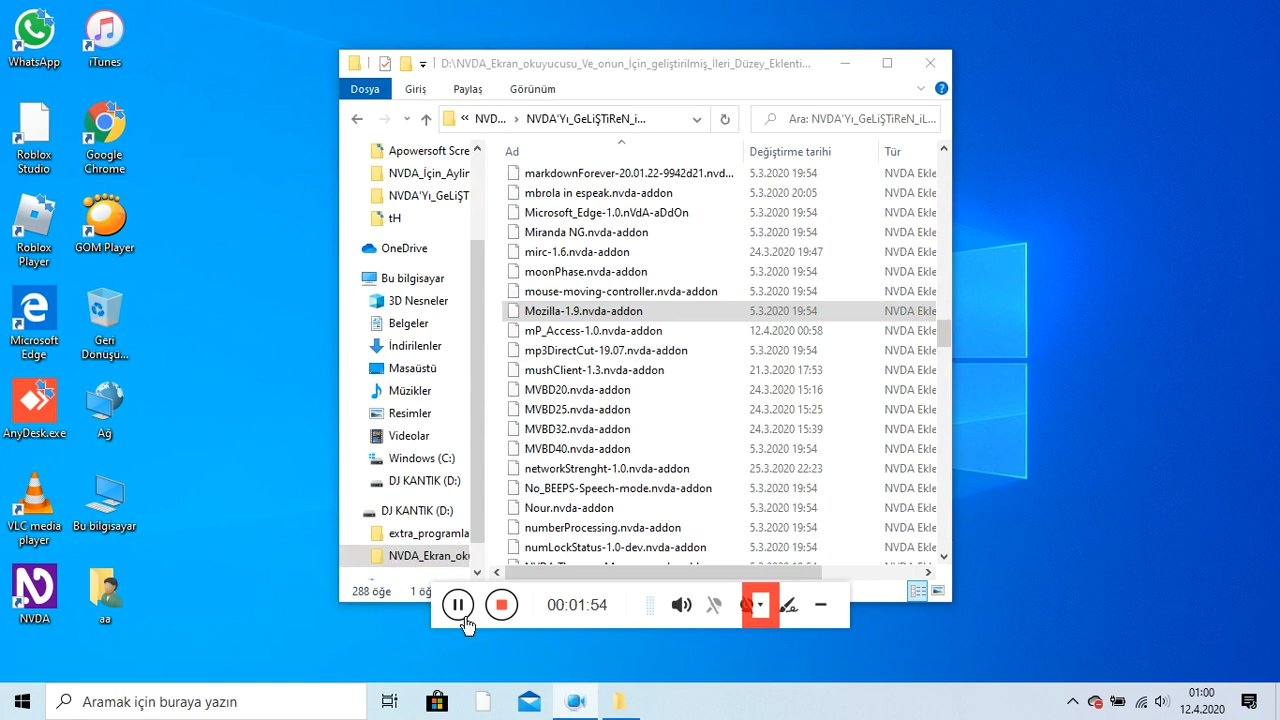 WhatsApp
iTunes
Roblox Studio
Google Chrome
Roblox Player
GOM Player
Microsoft Edge
Geri Dönüşü...
AnyDesk.exe
Ağ
VLC media player
Bu bilgisayar
NVDA
aa
D:\NVDA_Ekran_okuyucusu_Ve_onun_İçin_geliştirilmiş_İleri_Düzey_Eklenti...
Dosya
Giriş
Paylaş
Görünüm
« NVD... › NVDA'Yı_GeLiŞTiReN_i...
Ara: NVDA'Yı_GeLiŞTiReN_iL...
Ad
Değiştirme tarihi
Tür
Apowersoft Scre
NVDA_İçin_Aylin
NVDA'Yı_GeLiŞT
tH
OneDrive
Bu bilgisayar
3D Nesneler
Belgeler
İndirilenler
Masaüstü
Müzikler
Resimler
Videolar
Windows (C:)
DJ KANTIK (D:)
DJ KANTIK (D:)
extra_programla
NVDA_Ekran_oku
markdownForever-20.01.22-9942d21.nvd... 5.3.2020 19:54 NVDA Ekle
mbrola in espeak.nvda-addon 5.3.2020 20:05 NVDA Ekle
Microsoft_Edge-1.0.nVdA-aDdOn 5.3.2020 19:54 NVDA Ekle
Miranda NG.nvda-addon 5.3.2020 19:54 NVDA Ekle
mirc-1.6.nvda-addon 24.3.2020 19:47 NVDA Ekle
moonPhase.nvda-addon 5.3.2020 19:54 NVDA Ekle
mouse-moving-controller.nvda-addon 5.3.2020 19:54 NVDA Ekle
Mozilla-1.9.nvda-addon 5.3.2020 19:54 NVDA Ekle
mP_Access-1.0.nvda-addon 12.4.2020 00:58 NVDA Ekle
mp3DirectCut-19.07.nvda-addon 5.3.2020 19:54 NVDA Ekle
mushClient-1.3.nvda-addon 21.3.2020 17:53 NVDA Ekle
MVBD20.nvda-addon 24.3.2020 15:16 NVDA Ekle
MVBD25.nvda-addon 24.3.2020 15:25 NVDA Ekle
MVBD32.nvda-addon 24.3.2020 15:39 NVDA Ekle
MVBD40.nvda-addon 5.3.2020 19:54 NVDA Ekle
networkStrenght-1.0.nvda-addon 25.3.2020 22:23 NVDA Ekle
No_BEEPS-Speech-mode.nvda-addon 5.3.2020 19:54 NVDA Ekle
Nour.nvda-addon 5.3.2020 19:54 NVDA Ekle
numberProcessing.nvda-addon 5.3.2020 19:54 NVDA Ekle
numLockStatus-1.0-dev.nvda-addon 5.3.2020 19:54 NVDA Ekle
288 öğe
1 öğ
00:01:54
Aramak için buraya yazın
01:00
12.4.2020